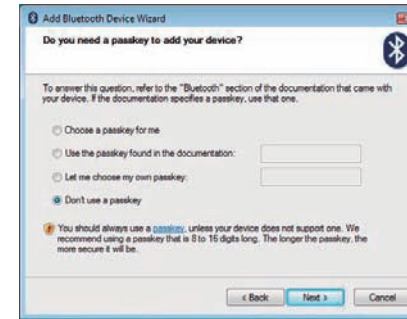 Add Bluetooth Device Wizard
Do you need a passkey to add your device?
To answer this question, refer to the "Bluetooth" section of the documentation that came with
your device. If the documentation specifies a passkey, use that one.
Choose a passkey for me
Use the passkey found in the documentation:
Let me choose my own passkey:
Don't use a passkey
You should always use a passkey, unless your device does not support one. We
recommend using a passkey that is 8 to 16 digits long. The longer the passkey, the
more secure it will be.
< Back
Next >
Cancel